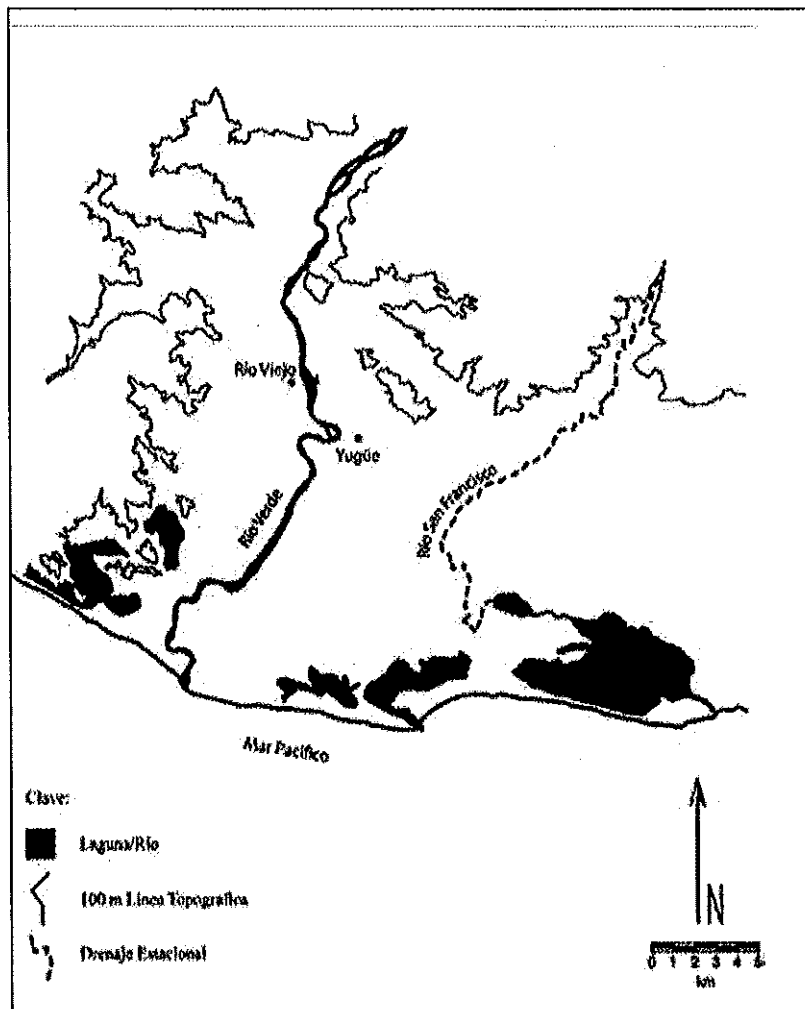 Río Viejo
Yugüe
Río Verde
Río San Francisco
Mar Pacífico
Clave:
Laguna/Río
100 m Línea Topografica
Drenaje Estacional
N
0 1 2 3 4 5
km